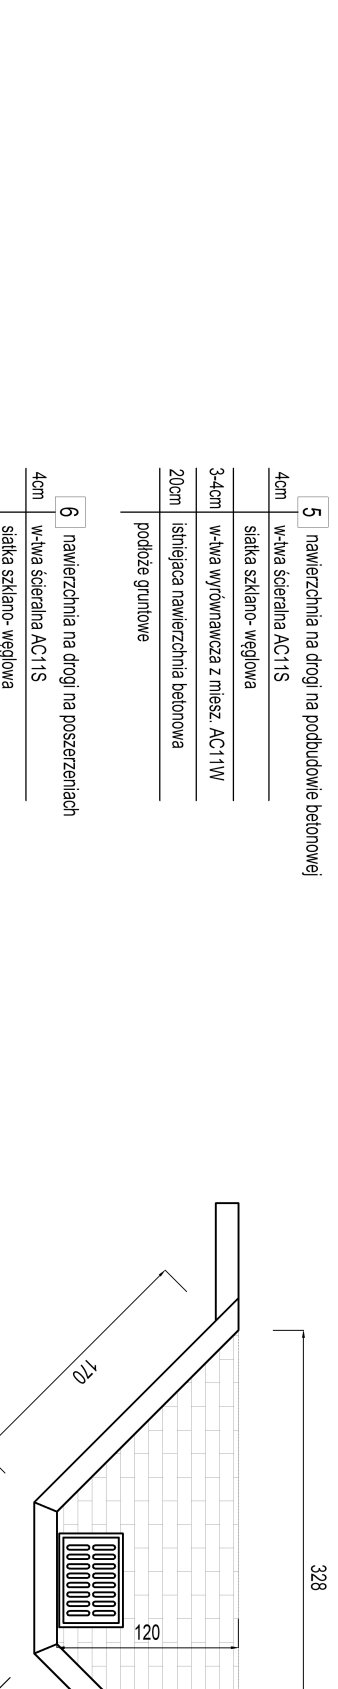 5 nawierzchnia na drogi na podbudowie betonowej
4cm w-twa ścieralna AC11S
siatka szklano- węglowa
3-4cm w-twa wyrównawcza z miesz. AC11W
20cm istniejaca nawierzchnia betonowa
podłoże gruntowe
6 nawierzchnia na drogi na poszerzeniach
4cm w-twa ścieralna AC11S
siatka szklano- węglowa
170
328
120